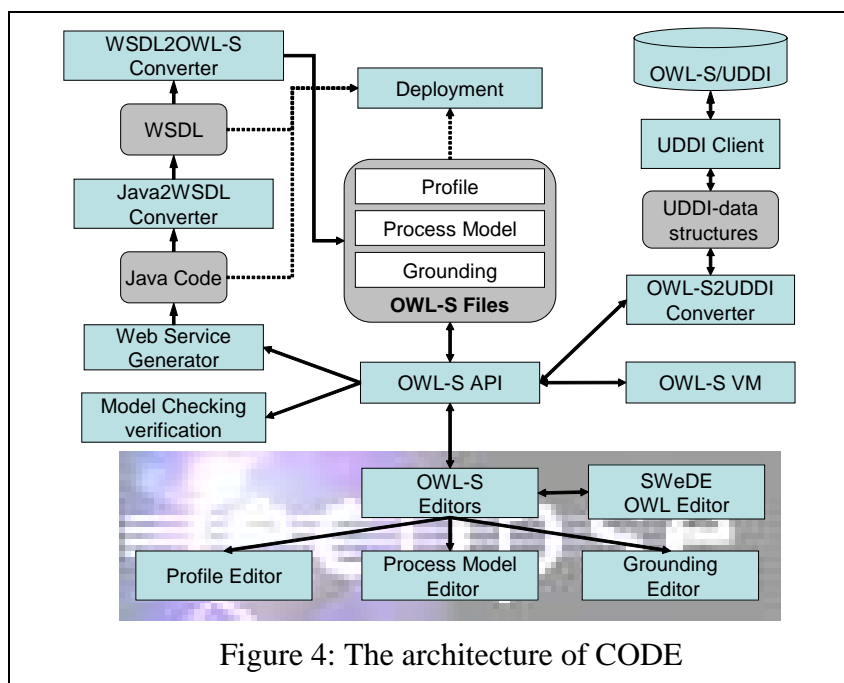 WSDL2OWL-S
Converter
WSDL
Java2WSDL
Converter
Java Code
Web Service
Generator
Model Checking
verification
Deployment
Profile
Process Model
Grounding
OWL-S Files
OWL-S API
OWL-S/UDDI
UDDI Client
UDDI-data
structures
OWL-S2UDDI
Converter
OWL-S VM
OWL-S
Editors
SWeDE
OWL Editor
Profile Editor
Process Model
Editor
Grounding
Editor
Figure 4: The architecture of CODE